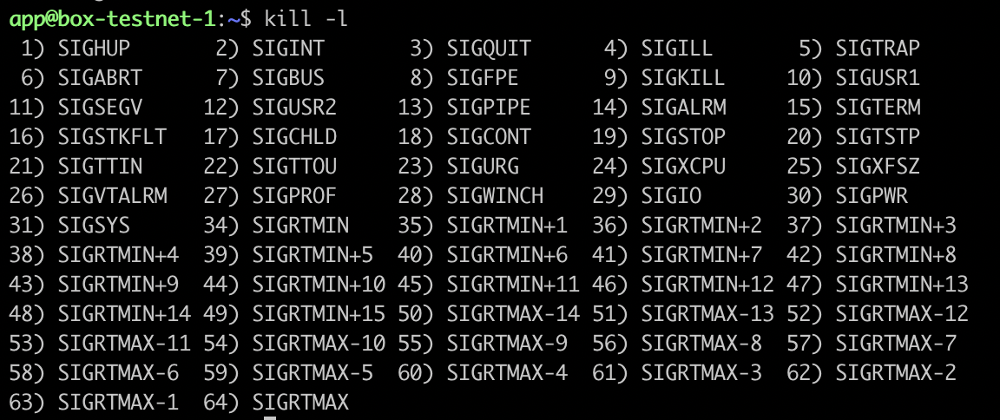 app@box-testnet-1:~$ kill -l
 1) SIGHUP       2) SIGINT       3) SIGQUIT      4) SIGILL       5) SIGTRAP
 6) SIGABRT      7) SIGBUS       8) SIGFPE       9) SIGKILL     10) SIGUSR1
11) SIGSEGV     12) SIGUSR2     13) SIGPIPE     14) SIGALRM     15) SIGTERM
16) SIGSTKFLT   17) SIGCHLD     18) SIGCONT     19) SIGSTOP     20) SIGTSTP
21) SIGTTIN     22) SIGTTOU     23) SIGURG      24) SIGXCPU     25) SIGXFSZ
26) SIGVTALRM   27) SIGPROF     28) SIGWINCH    29) SIGIO       30) SIGPWR
31) SIGSYS      34) SIGRTMIN    35) SIGRTMIN+1  36) SIGRTMIN+2  37) SIGRTMIN+3
38) SIGRTMIN+4  39) SIGRTMIN+5  40) SIGRTMIN+6  41) SIGRTMIN+7  42) SIGRTMIN+8
43) SIGRTMIN+9  44) SIGRTMIN+10 45) SIGRTMIN+11 46) SIGRTMIN+12 47) SIGRTMIN+13
48) SIGRTMIN+14 49) SIGRTMIN+15 50) SIGRTMAX-14 51) SIGRTMAX-13 52) SIGRTMAX-12
53) SIGRTMAX-11 54) SIGRTMAX-10 55) SIGRTMAX-9  56) SIGRTMAX-8  57) SIGRTMAX-7
58) SIGRTMAX-6  59) SIGRTMAX-5  60) SIGRTMAX-4  61) SIGRTMAX-3  62) SIGRTMAX-2
63) SIGRTMAX-1  64) SIGRTMAX